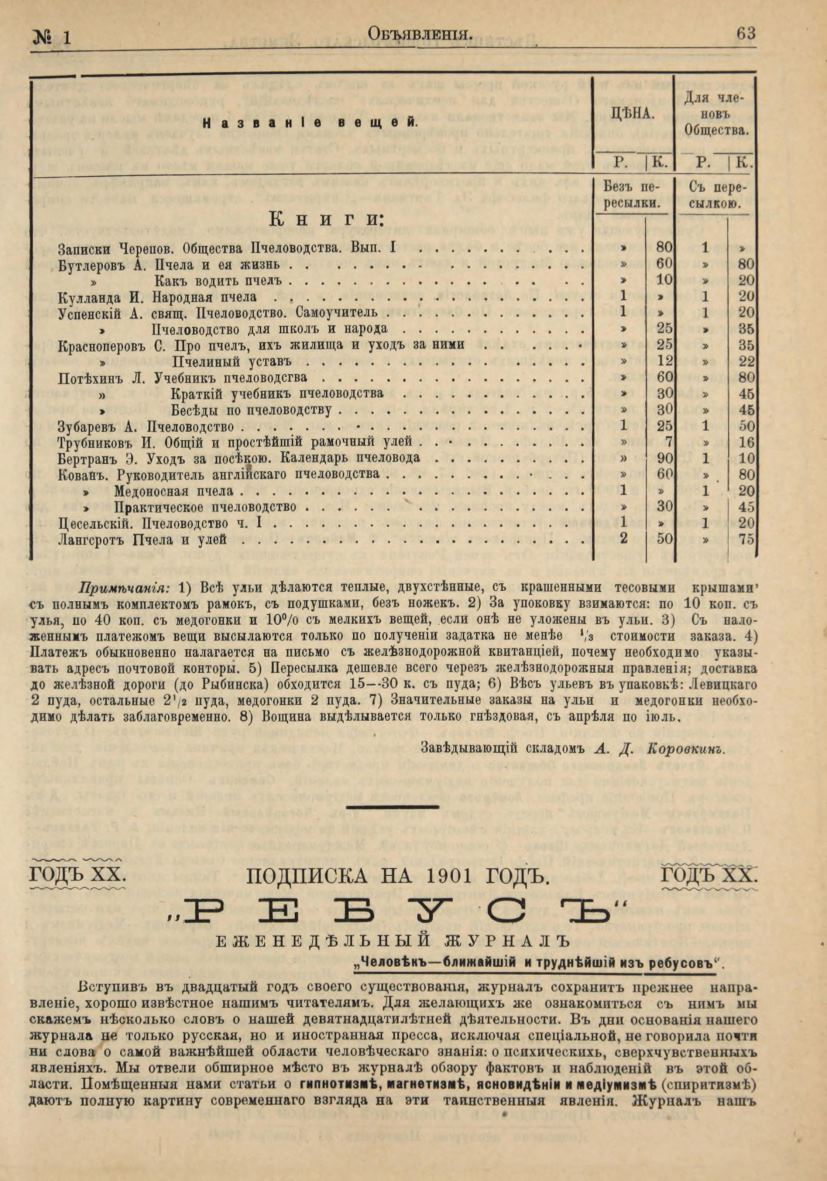 № 1
Объявленія.
63
Названіе вещей.
ЦѢНА.
Для чле-
новъ
Общества.
Р. К. Р. К.
Безъ пе-
ресылки.
Съ пере-
сылкою.
Книги:
Записки Черепов. Общества Пчеловодства. Вып. I . . . . . . . . . . » 80 1 »
Бутлеровъ А. Пчела и ея жизнь . . . . . . . . . . » 60 » 80
» Какъ водить пчелъ . . . . . . . . . . » 10 » 20
Кулланда И. Народная пчела . . . . . . . . . . 1 » 1 20
Успенскій А. свящ. Пчеловодство. Самоучитель . . . . . . . . . . 1 » 1 20
» Пчеловодство для школъ и народа . . . . . . . . . . » 25 » 35
Красноперовъ С. Про пчелъ, ихъ жилища и уходъ за ними . . . . . » 25 » 35
» Пчелиный уставъ . . . . . . . . . . » 12 » 22
Потѣхинъ Л. Учебникъ пчеловодства . . . . . . . . . . » 60 » 80
» Краткій учебникъ пчеловодства . . . . . . . . . . » 30 » 45
» Бесѣды по пчеловодству . . . . . . . . . . » 30 » 45
Зубаревъ А. Пчеловодство . . . . . . . . . . 1 25 1 50
Трубниковъ И. Общій и простѣйшій рамочный улей . . . . . . . . . . » 7 » 16
Бертранъ Э. Уходъ за посѣкою. Календарь пчеловода . . . . . . . . . . » 90 1 10
Кованъ. Руководитель англійскаго пчеловодства . . . . . . . . . . » 60 » 80
» Медоносная пчела . . . . . . . . . . 1 » 1 20
» Практическое пчеловодство . . . . . . . . . . » 30 » 45
Цесельскій. Пчеловодство ч. I . . . . . . . . . . 1 » 1 20
Лангсротъ Пчела и улей . . . . . . . . . . 2 50 » 75
Примѣчанія: 1) Всѣ ульи дѣлаются теплые, двухстѣнные, съ крашенными тесовыми крышами'
съ полнымъ комплектомъ рамокъ, съ подушками, безъ ножекъ. 2) За упоковку взимаются: по 10 коп. съ
улья, по 40 коп. съ медогонки и 10% съ мелкихъ вещей, если онѣ не уложены въ ульи. 3) Съ нало-
женнымъ платежомъ вещи высылаются только по полученіи задатка не менѣе 1/3 стоимости заказа. 4)
Платежъ обыкновенно налагается на письмо съ желѣзнодорожной квитанціей, почему необходимо указы-
вать адресъ почтовой конторы. 5) Пересылка дешевле всего черезъ желѣзнодорожныя правленія; доставка
до желѣзной дороги (до Рыбинска) обходится 15—30 к. съ пуда; 6) Вѣсъ ульевъ въ упаковкѣ: Левицкаго
2 пуда, остальные 2 1/2 пуда, медогонки 2 пуда. 7) Значительные заказы на ульи и медогонки необхо-
димо дѣлать заблаговременно. 8) Вощина выдѣлывается только гнѣздовая, съ апрѣля по іюль.
Завѣдывающій складомъ А. Д. Коровкинъ.
ГОДЪ XX. ПОДПИСКА НА 1901 ГОДЪ. ГОДЪ XX.
„РЕБУСЪ“
ЕЖЕНЕДѢЛЬНЫЙ ЖУРНАЛЪ
„Человѣкъ—ближайшій и труднѣйшій изъ ребусовъ“.
Вступивъ въ двадцатый годъ своего существованія, журналъ сохранитъ прежнее напра-
вленіе, хорошо извѣстное нашимъ читателямъ. Для желающихъ же ознакомиться съ нимъ мы
скажемъ нѣсколько словъ о нашей девятнадцатилѣтней дѣятельности. Въ дни основанія нашего
журнала не только русская, но и иностранная пресса, исключая спеціальной, не говорила почти
ни слова о самой важнѣйшей области человѣческаго знанія: о психическихъ, сверхчувственныхъ
явленіяхъ. Мы отвели обширное мѣсто въ журналѣ обзору фактовъ и наблюденій въ этой об-
ласти. Помѣщенныя нами статьи о гипнотизмѣ, магнетизмѣ, ясновидѣніи и медіумизмѣ (спиритизмѣ)
даютъ полную картину современнаго взгляда на эти таинственныя явленія. Журналъ нашъ